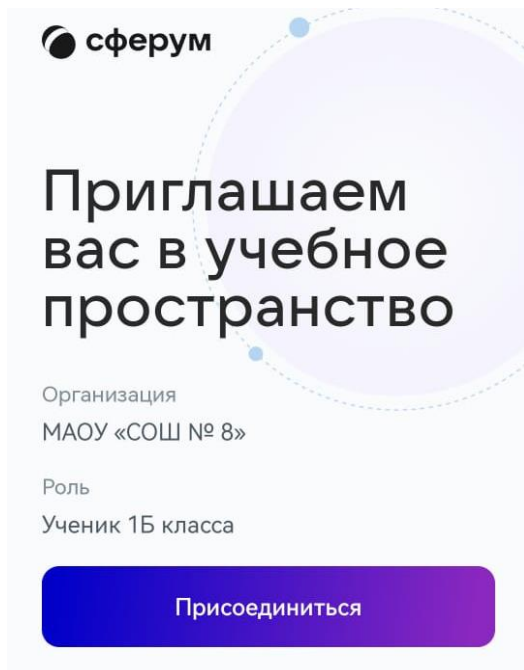 сферум
Приглашаем
вас в учебное
пространство
Организация
МАОУ «СОШ № 8»
Роль
Ученик 1Б класса
Присоединиться